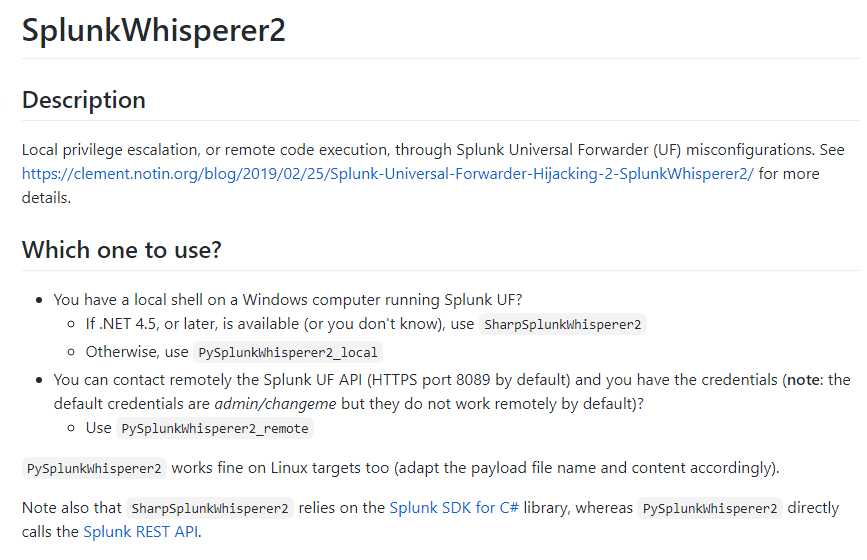 SplunkWhisperer2
Description
Local privilege escalation, or remote code execution, through Splunk Universal Forwarder (UF) misconfigurations. See
https://clement.notin.org/blog/2019/02/25/Splunk-Universal-Forwarder-Hijacking-2-SplunkWhisperer2/ for more
details.
Which one to use?
• You have a local shell on a Windows computer running Splunk UF?
◦ If .NET 4.5, or later, is available (or you don't know), use SharpSplunkWhisperer2
◦ Otherwise, use PySplunkWhisperer2_local
• You can contact remotely the Splunk UF API (HTTPS port 8089 by default) and you have the credentials (note: the
default credentials are admin/changeme but they do not work remotely by default)?
◦ Use PySplunkWhisperer2_remote
PySplunkWhisperer2 works fine on Linux targets too (adapt the payload file name and content accordingly).
Note also that SharpSplunkWhisperer2 relies on the Splunk SDK for C# library, whereas PySplunkWhisperer2 directly
calls the Splunk REST API.